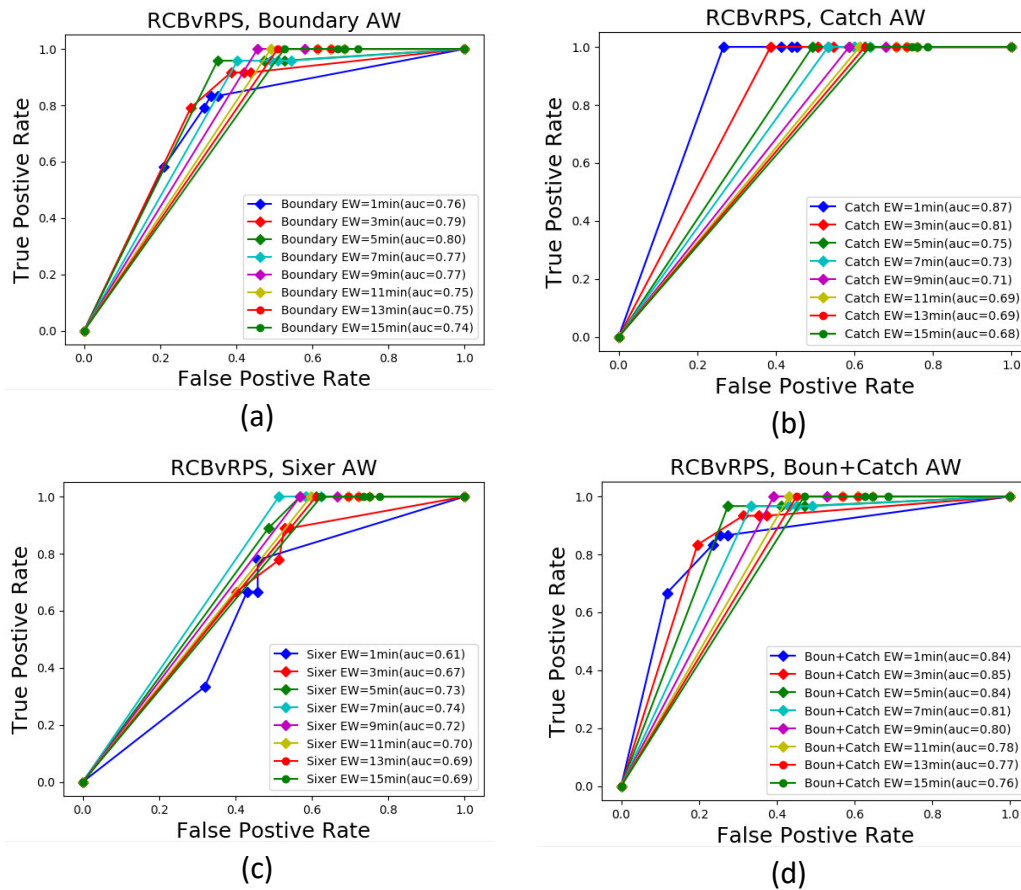 RCBvRPS, Boundary AW
1.0
0.8
0.6
0.4
0.2
0.0
True Postive Rate
Boundary EW=1min(auc=0.76)
Boundary EW=3min(auc=0.79)
Boundary EW=5min(auc=0.80)
Boundary EW=7min(auc=0.77)
Boundary EW=9min(auc=0.77)
Boundary EW=11min(auc=0.75)
Boundary EW=13min(auc=0.75)
Boundary EW=15min(auc=0.74)
0.0 0.2 0.4 0.6 0.8 1.0
False Postive Rate
(a)
RCBvRPS, Catch AW
1.0
0.8
0.6
0.4
0.2
0.0
True Postive Rate
Catch EW=1min(auc=0.87)
Catch EW=3min(auc=0.81)
Catch EW=5min(auc=0.75)
Catch EW=7min(auc=0.73)
Catch EW=9min(auc=0.71)
Catch EW=11min(auc=0.69)
Catch EW=13min(auc=0.69)
Catch EW=15min(auc=0.68)
0.0 0.2 0.4 0.6 0.8 1.0
False Postive Rate
(b)
RCBvRPS, Sixer AW
1.0
0.8
0.6
0.4
0.2
0.0
True Postive Rate
Sixer EW=1min(auc=0.61)
Sixer EW=3min(auc=0.67)
Sixer EW=5min(auc=0.73)
Sixer EW=7min(auc=0.74)
Sixer EW=9min(auc=0.72)
Sixer EW=11min(auc=0.70)
Sixer EW=13min(auc=0.69)
Sixer EW=15min(auc=0.69)
0.0 0.2 0.4 0.6 0.8 1.0
False Postive Rate
(c)
RCBvRPS, Boun+Catch AW
1.0
0.8
0.6
0.4
0.2
0.0
True Postive Rate
Boun+Catch EW=1min(auc=0.84)
Boun+Catch EW=3min(auc=0.85)
Boun+Catch EW=5min(auc=0.84)
Boun+Catch EW=7min(auc=0.81)
Boun+Catch EW=9min(auc=0.80)
Boun+Catch EW=11min(auc=0.78)
Boun+Catch EW=13min(auc=0.77)
Boun+Catch EW=15min(auc=0.76)
0.0 0.2 0.4 0.6 0.8 1.0
False Postive Rate
(d)